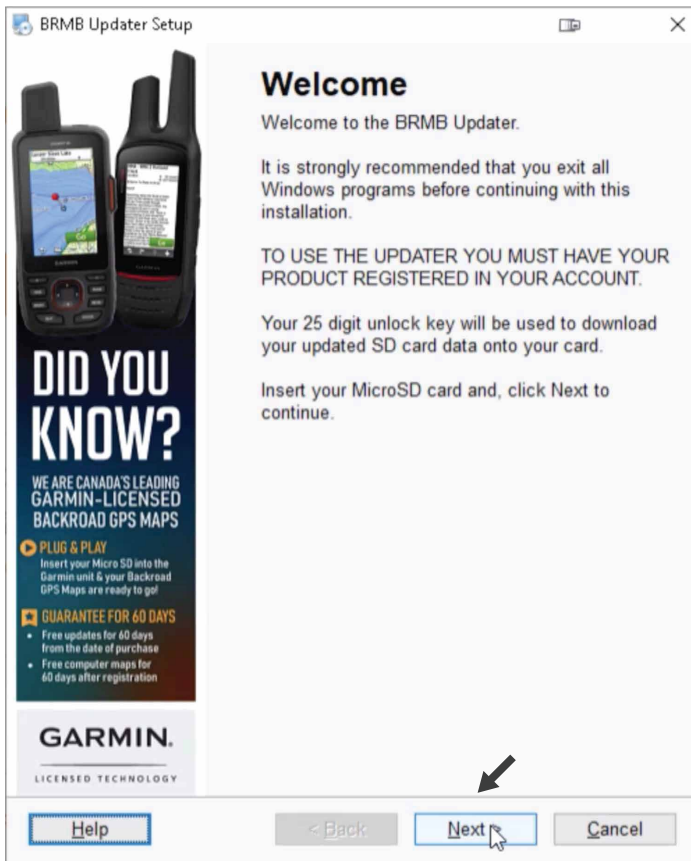 BRMB Updater Setup
Welcome
Welcome to the BRMB Updater.
It is strongly recommended that you exit all
Windows programs before continuing with this
installation.
TO USE THE UPDATER YOU MUST HAVE YOUR
PRODUCT REGISTERED IN YOUR ACCOUNT.
Your 25 digit unlock key will be used to download
your updated SD card data onto your card.
Insert your MicroSD card and, click Next to
continue.
GARMIN
GARMIN
DID YOU
KNOW?
WE ARE CANADA'S LEADING
GARMIN-LICENSED
BACKROAD GPS MAPS
PLUG & PLAY
Insert your Micro SD into the
Garmin unit & your Backroad
GPS Maps are ready to go!
GUARANTEE FOR 60 DAYS
• Free updates for 60 days
from the date of purchase
• Free computer maps for
60 days after registration
GARMIN.
LICENSED TECHNOLOGY
Help
< Back
Next >
Cancel